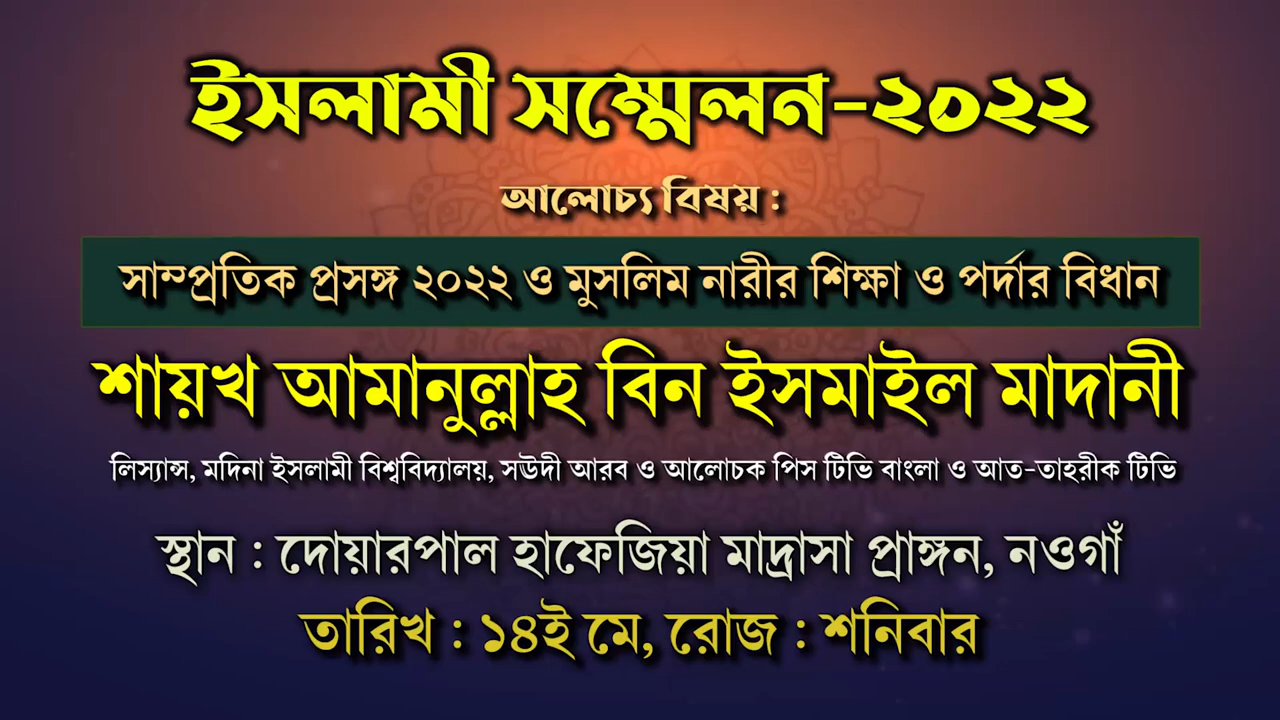 ইসলামী সম্মেলন-২০২২
আলোচ্য বিষয় :
সাম্প্রতিক প্রসঙ্গ ২০২২ ও মুসলিম নারীর শিক্ষা ও পর্দার বিধান
শায়খ আমানুল্লাহ বিন ইসমাইল মাদানী
লিস্যান্স, মদিনা ইসলামী বিশ্ববিদ্যালয়, সঊদী আরব ও আলোচক পিস টিভি বাংলা ও আত-তাহরীক টিভি
স্থান : দোয়ারপাল হাফেজিয়া মাদ্রাসা প্রাঙ্গন, নওগাঁ
তারিখ : ১৪ই মে, রোজ : শনিবার